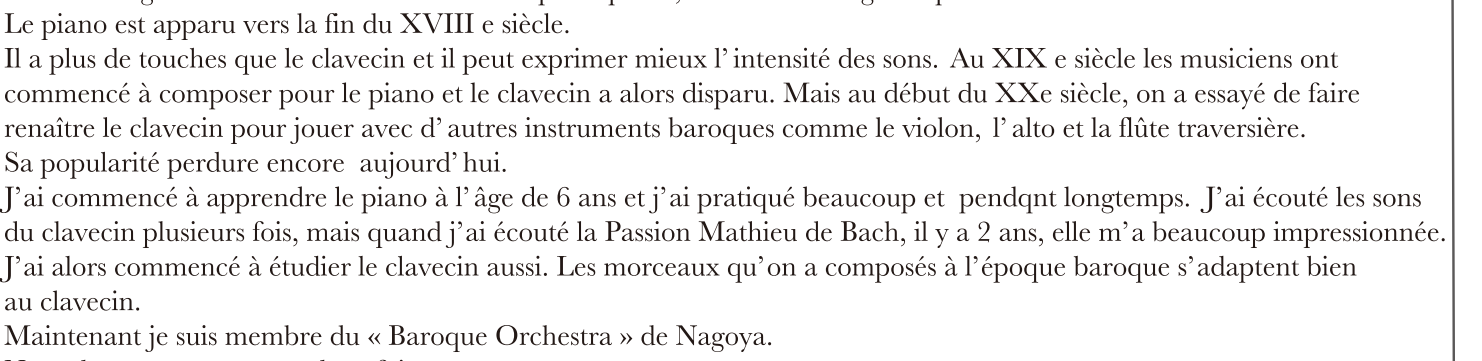 Le piano est apparu vers la fin du XVIII e siècle.
Il a plus de touches que le clavecin et il peut exprimer mieux l’intensité des sons. Au XIX e siècle les musiciens ont
commencé à composer pour le piano et le clavecin a alors disparu. Mais au début du XXe siècle, on a essayé de faire
renaître le clavecin pour jouer avec d’autres instruments baroques comme le violon, l’alto et la flûte traversière.
Sa popularité perdure encore aujourd’hui.
J’ai commencé à apprendre le piano à l’âge de 6 ans et j’ai pratiqué beaucoup et pendqnt longtemps. J’ai écouté les sons
du clavecin plusieurs fois, mais quand j’ai écouté la Passion Mathieu de Bach, il y a 2 ans, elle m’a beaucoup impressionnée.
J’ai alors commencé à étudier le clavecin aussi. Les morceaux qu’on a composés à l’époque baroque s’adaptent bien
au clavecin.
Maintenant je suis membre du « Baroque Orchestra » de Nagoya.